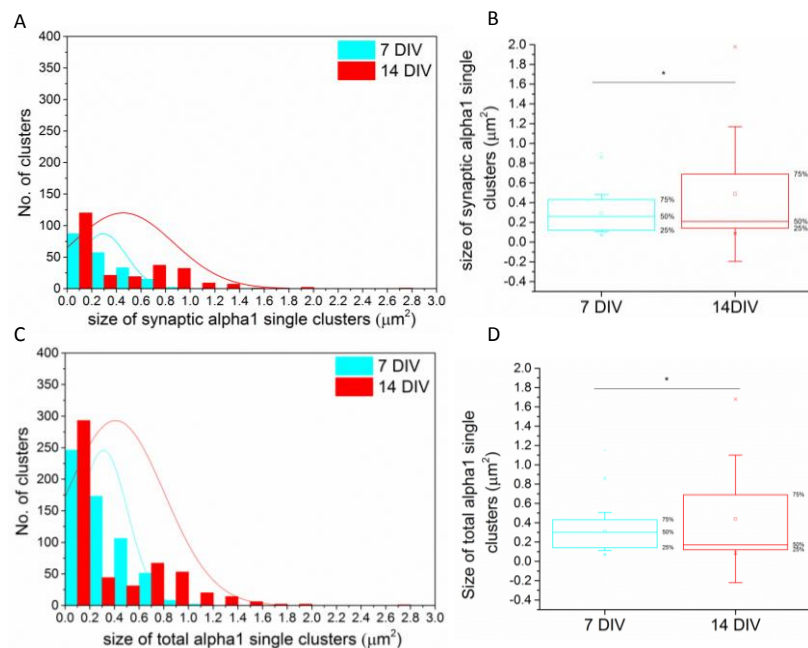 A
7 DIV
14 DIV
No. of clusters
400
350
300
250
200
150
100
50
0
0.0 0.2 0.4 0.6 0.8 1.0 1.2 1.4 1.6 1.8 2.0 2.2 2.4 2.6 2.8 3.0
size of synaptic alpha1 single clusters (μm²)
B
*
size of synaptic alpha1 single
clusters (μm²)
2.0
1.8
1.6
1.4
1.2
1.0
0.8
0.6
0.4
0.2
0.0
-0.2
-0.4
75%
50%
25%
75%
50%
25%
7 DIV 14DIV
C
7 DIV
14 DIV
No. of clusters
400
350
300
250
200
150
100
50
0
0.0 0.2 0.4 0.6 0.8 1.0 1.2 1.4 1.6 1.8 2.0 2.2 2.4 2.6 2.8 3.0
size of total alpha1 single clusters (μm²)
D
*
Size of total alpha1 single
clusters (μm²)
2.0
1.8
1.6
1.4
1.2
1.0
0.8
0.6
0.4
0.2
0.0
-0.2
-0.4
75%
50%
25%
75%
50%
25%
7 DIV 14 DIV